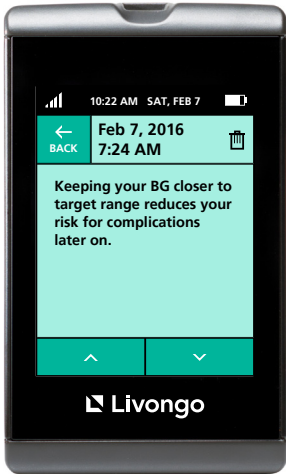 10:22 AM SAT, FEB 7
BACK
Feb 7, 2016
7:24 AM
Keeping your BG closer to
target range reduces your
risk for complications
later on.
Livongo